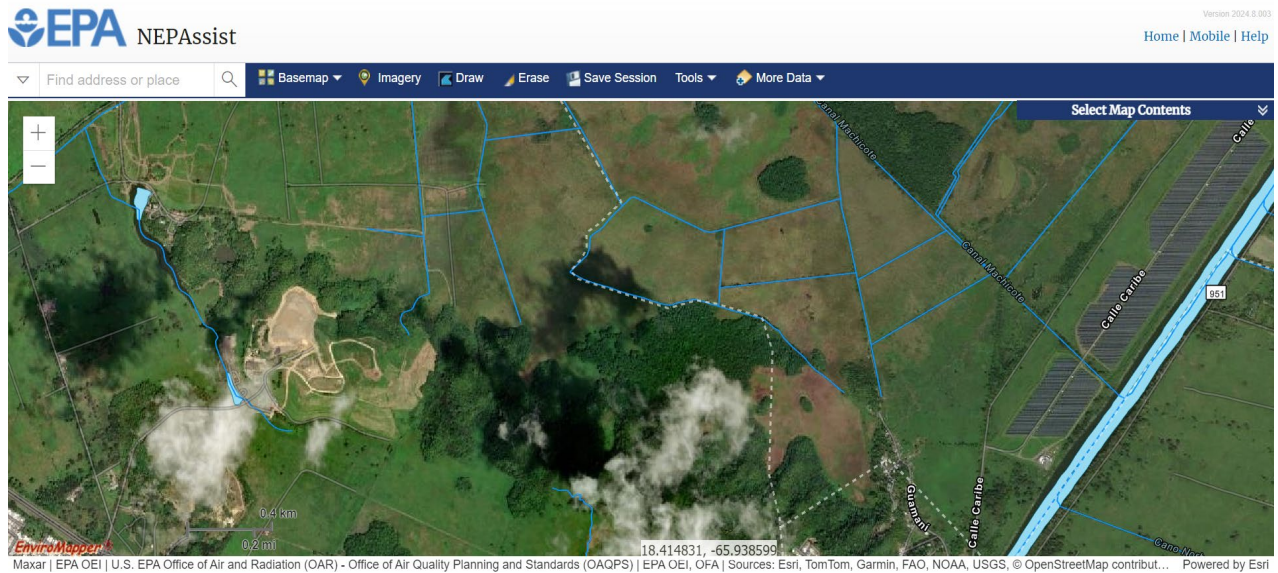 Version 2024.8.003
EPA NEPAssist
Home | Mobile | Help
Find address or place
Basemap
Imagery
Draw
Erase
Save Session
Tools
More Data
Select Map Contents
+
−
Canal Machicote
Calle
Canal Machicote
Calle Caribe
951
Guamani
Calle Caribe
0.4 km
0.2 mi
EnviroMapper
18.414831, -65.938599
Maxar | EPA OEI | U.S. EPA Office of Air and Radiation (OAR) - Office of Air Quality Planning and Standards (OAQPS) | EPA OEI, OFA | Sources: Esri, TomTom, Garmin, FAO, NOAA, USGS, © OpenStreetMap contribut…
Powered by Esri